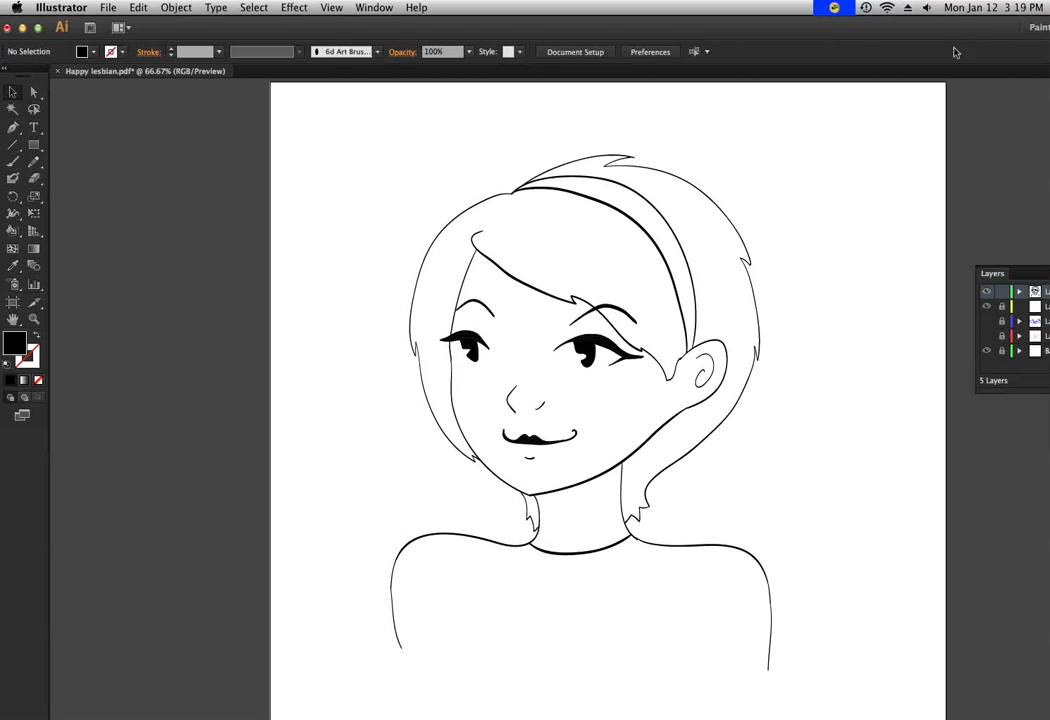 Illustrator File Edit Object Type Select Effect View Window Help Mon Jan 12 3:19 PM
Ai
No Selection Stroke: 6d Art Brus... Opacity: 100% Style: Document Setup Preferences
× Happy lesbian.pdf* @ 66.67% (RGB/Preview)
T
Layers
5 Layers